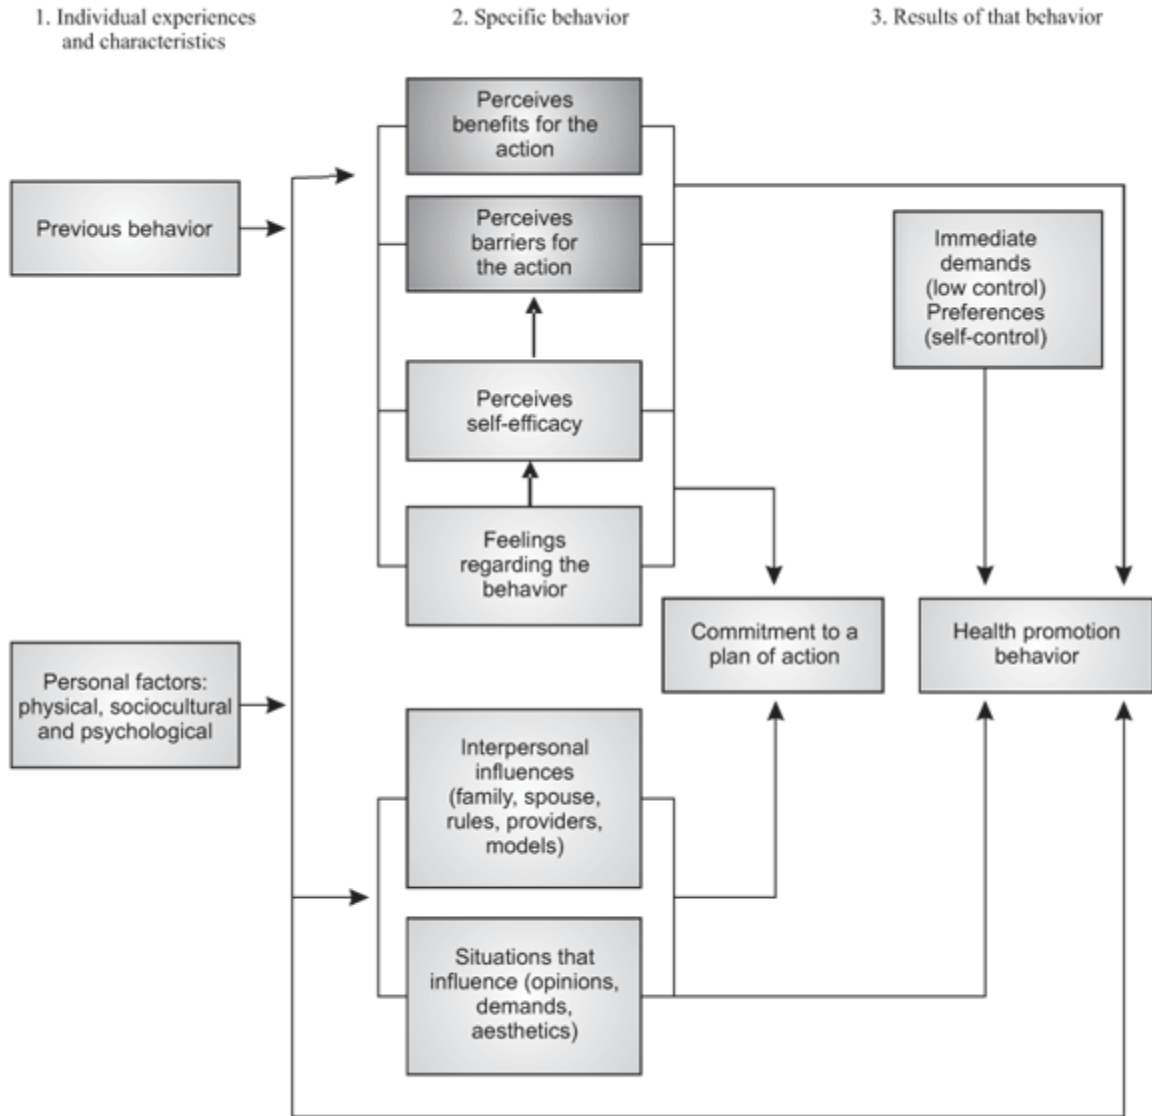 1. Individual experiences
and characteristics
2. Specific behavior
3. Results of that behavior
Perceives
benefits for the
action
Previous behavior
Perceives
barriers for
the action
Immediate
demands
(low control)
Preferences
(self-control)
Perceives
self-efficacy
Feelings
regarding the
behavior
Commitment to a
plan of action
Health promotion
behavior
Personal factors:
physical, sociocultural
and psychological
Interpersonal
influences
(family, spouse,
rules, providers,
models)
Situations that
influence (opinions,
demands,
aesthetics)